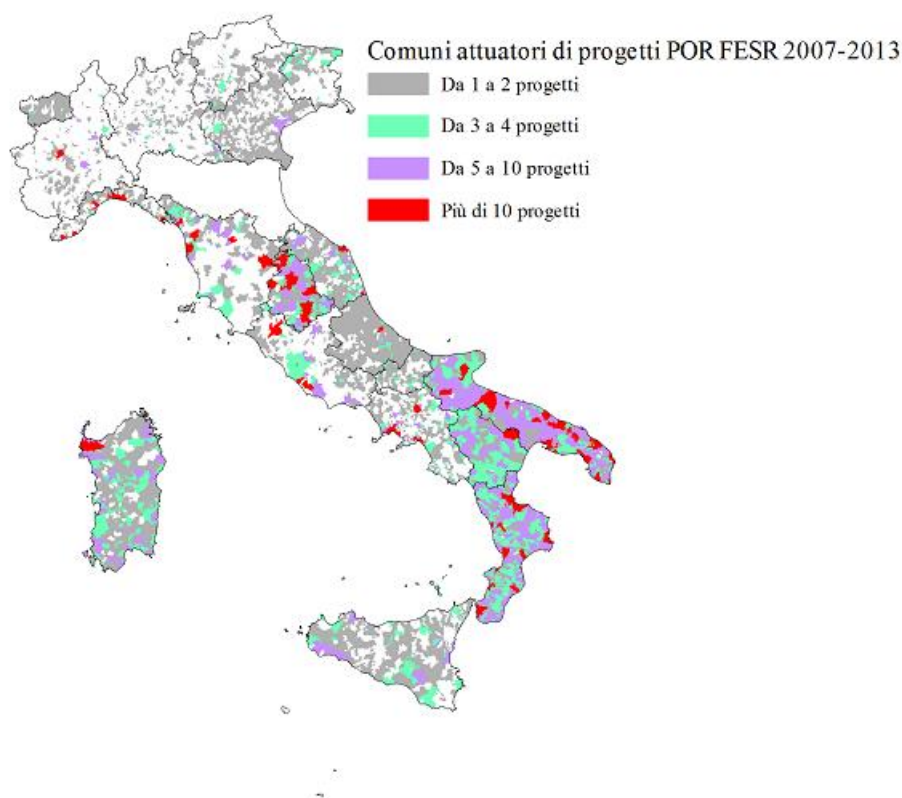 Comuni attuatori di progetti POR FESR 2007-2013
Da 1 a 2 progetti
Da 3 a 4 progetti
Da 5 a 10 progetti
Più di 10 progetti